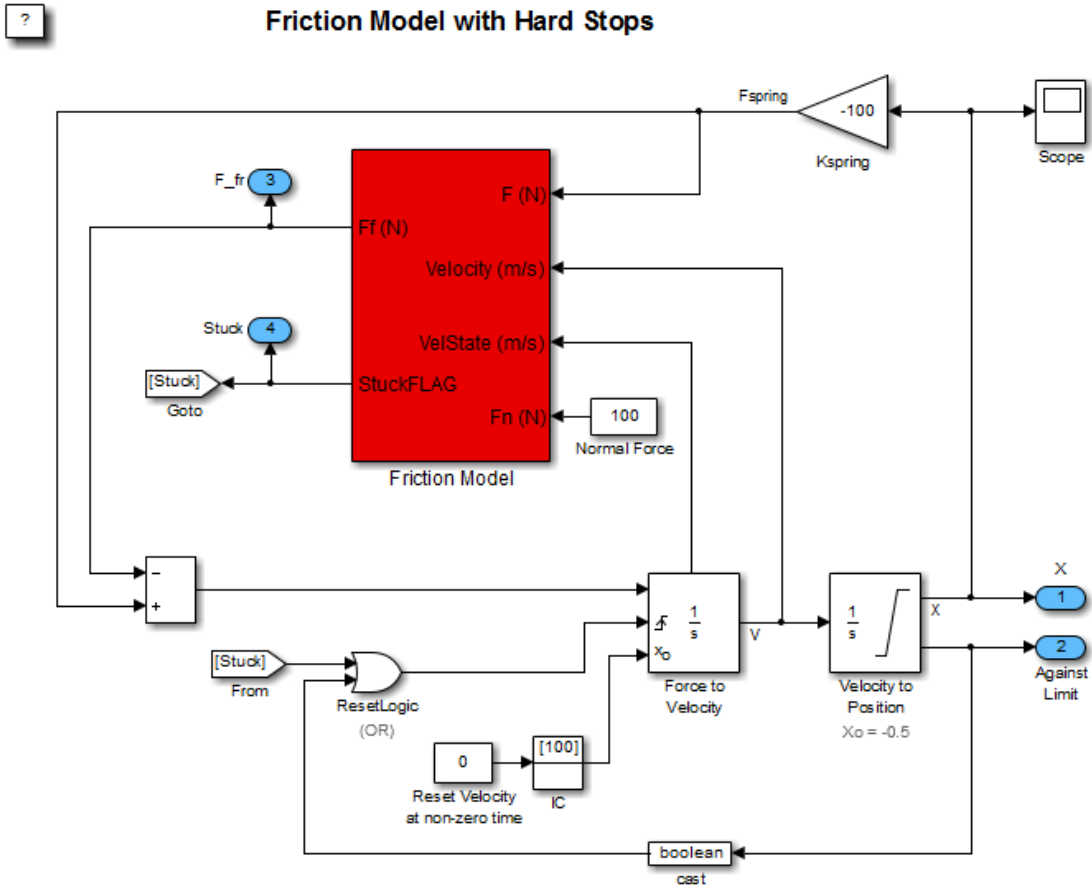 ?
Friction Model with Hard Stops
Fspring
-100
Kspring
Scope
F_fr
3
F (N)
Ff (N)
Velocity (m/s)
Stuck
4
VelState (m/s)
[Stuck]
Goto
StuckFLAG
Fn (N)
100
Normal Force
Friction Model
−
+
1
s
xo
V
Force to
Velocity
1
s
X
Velocity to
Position
Xo = -0.5
X
1
2
Against
Limit
[Stuck]
From
ResetLogic
(OR)
0
Reset Velocity
at non-zero time
[100]
IC
boolean
cast